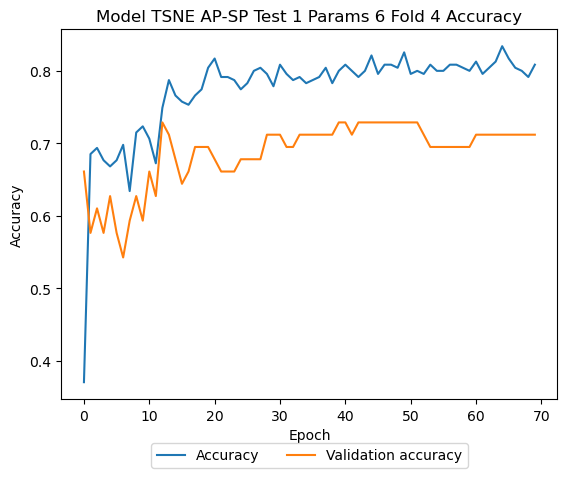 Model TSNE AP-SP Test 1 Params 6 Fold 4 Accuracy
Accuracy
0.8
0.7
0.6
0.5
0.4
0 10 20 30 40 50 60 70
Epoch
Accuracy Validation accuracy